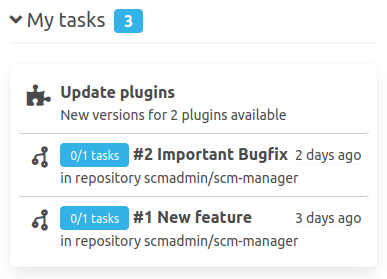 My tasks 3
Update plugins
New versions for 2 plugins available
0/1 tasks #2 Important Bugfix 2 days ago
in repository scmadmin/scm-manager
0/1 tasks #1 New feature 3 days ago
in repository scmadmin/scm-manager